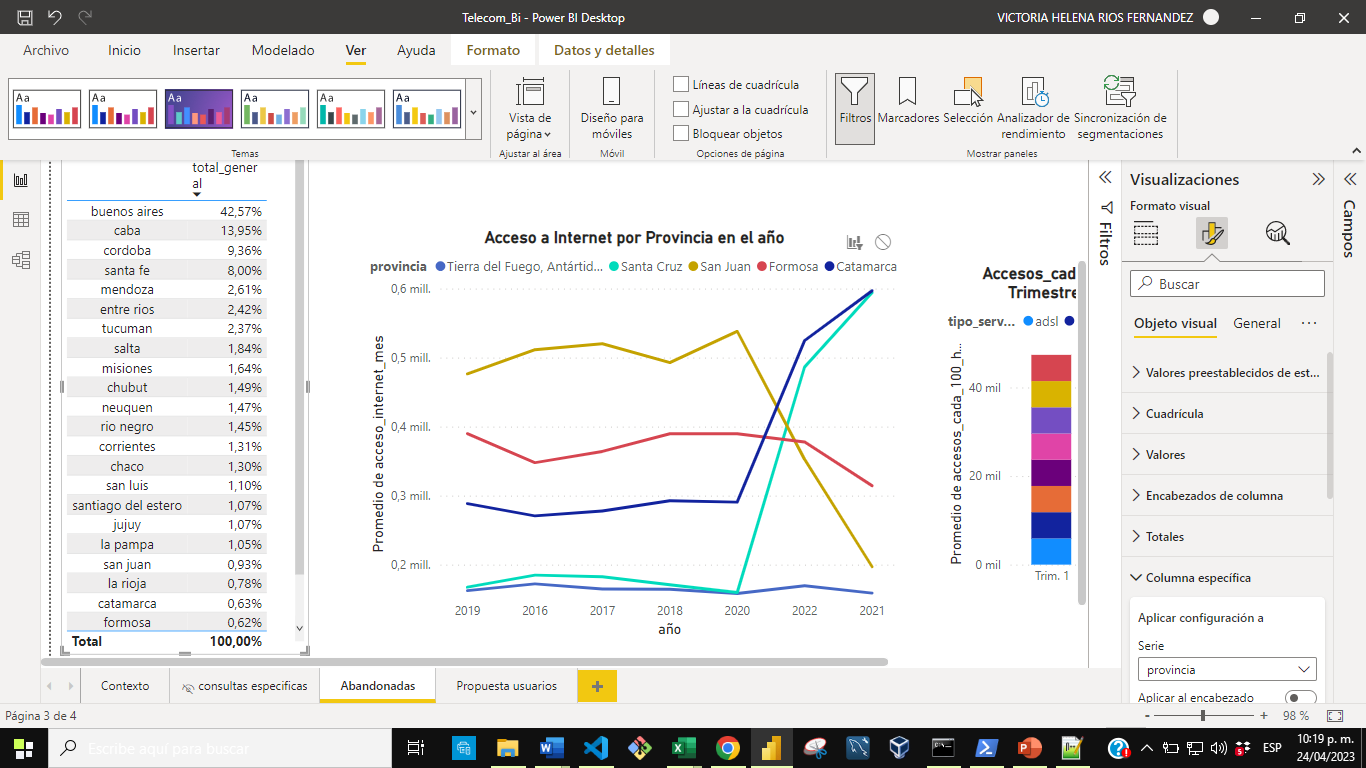 Telecom_Bi - Power BI Desktop
VICTORIA HELENA RIOS FERNANDEZ
Archivo
Inicio
Insertar
Modelado
Ver
Ayuda
Formato
Datos y detalles
Aa
Aa
Aa
Aa
Aa
Aa
Temas
Vista de
página
Ajustar al área
Diseño para
móviles
Móvil
Líneas de cuadrícula
Ajustar a la cuadrícula
Bloquear objetos
Opciones de página
Filtros
Marcadores
Selección
Analizador de
rendimiento
Sincronización de
segmentaciones
Mostrar paneles
total_gener
al
buenos aires 42,57%
caba 13,95%
cordoba 9,36%
santa fe 8,00%
mendoza 2,61%
entre rios 2,42%
tucuman 2,37%
salta 1,84%
misiones 1,64%
chubut 1,49%
neuquen 1,47%
rio negro 1,45%
corrientes 1,31%
chaco 1,30%
san luis 1,10%
santiago del estero 1,07%
jujuy 1,07%
la pampa 1,05%
san juan 0,93%
la rioja 0,78%
catamarca 0,63%
formosa 0,62%
Total 100,00%
Acceso a Internet por Provincia en el año
provincia Tierra del Fuego, Antártid... Santa Cruz San Juan Formosa Catamarca
Promedio de acceso_internet_mes
0,6 mill.
0,5 mill.
0,4 mill.
0,3 mill.
0,2 mill.
2019 2016 2017 2018 2020 2022 2021
año
Accesos_cad
Trimestre
tipo_serv... adsl
Promedio de accesos_cada_100_h...
40 mil
20 mil
0 mil
Trim. 1
Filtros
Visualizaciones
Formato visual
Buscar
Objeto visual
General
...
Valores preestablecidos de est...
Cuadrícula
Valores
Encabezados de columna
Totales
Columna específica
Aplicar configuración a
Serie
provincia
Aplicar al encabezado
Campos
Contexto
consultas especificas
Abandonadas
Propuesta usuarios
+
Página 3 de 4
- + 98 %
Escribe aquí para buscar
ESP
10:19 p. m.
24/04/2023